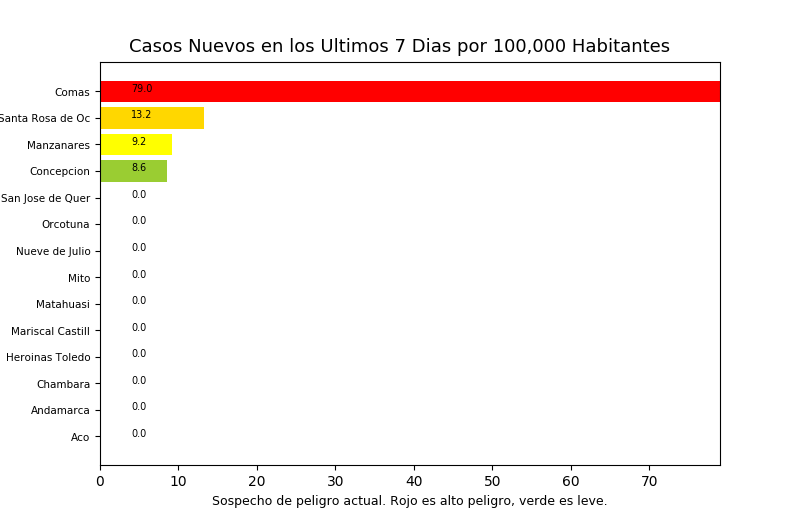 Casos Nuevos en los Ultimos 7 Dias por 100,000 Habitantes
Comas 79.0
Santa Rosa de Oc 13.2
Manzanares 9.2
Concepcion 8.6
San Jose de Quer 0.0
Orcotuna 0.0
Nueve de Julio 0.0
Mito 0.0
Matahuasi 0.0
Mariscal Castill 0.0
Heroinas Toledo 0.0
Chambara 0.0
Andamarca 0.0
Aco 0.0
0 10 20 30 40 50 60 70
Sospecho de peligro actual. Rojo es alto peligro, verde es leve.